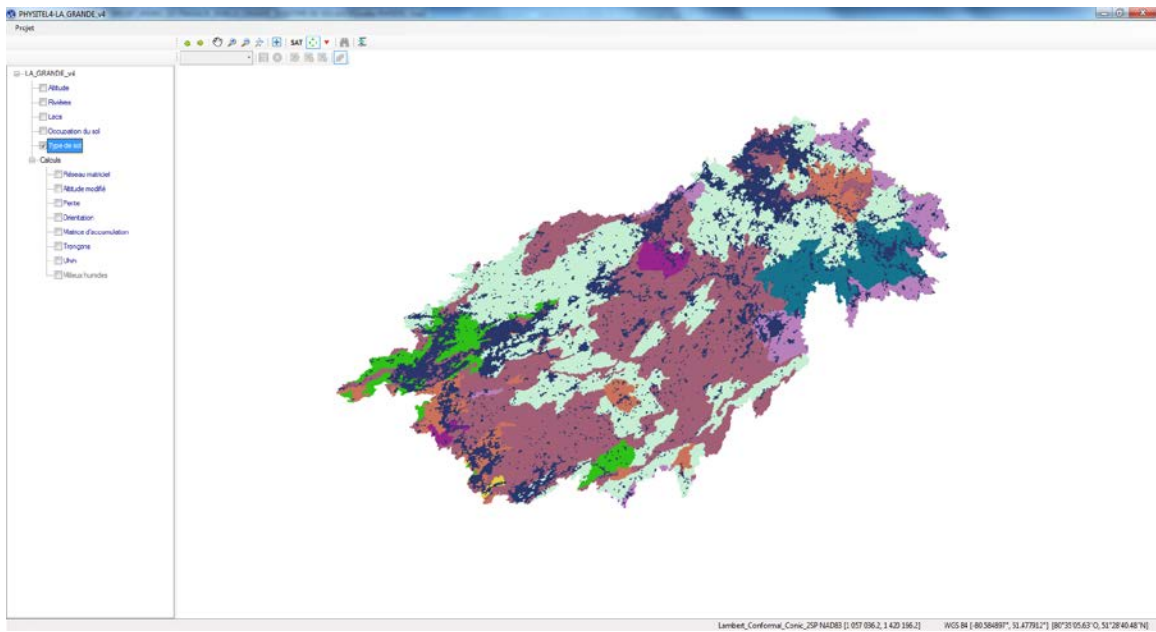 PHYSITEL4-LA_GRANDE_v4
Projet
SAT
LA_GRANDE_v4
Altitude
Rivières
Lacs
Occupation du sol
Type de sol
Calculs
Réseau matriciel
Altitude modifié
Pente
Orientation
Matrice d'accumulation
Tronçons
Uhrh
Milieux humides
Lambert_Conformal_Conic_2SP NAD83 [1 057 036.2, 1 420 196.2] WGS 84 [-80.584897°, 51.477912°] [80°35'05.63''O, 51°28'40.48''N]